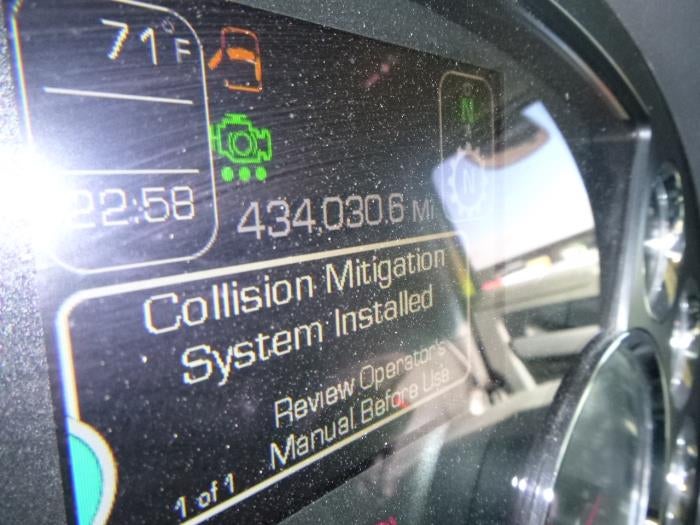 71°F
N
22:58
434,030.6 Mi
N
Collision Mitigation
System Installed
Review Operator's
Manual Before Use
1 of 1